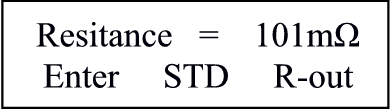 Resitance = 101mΩ
Enter STD R-out